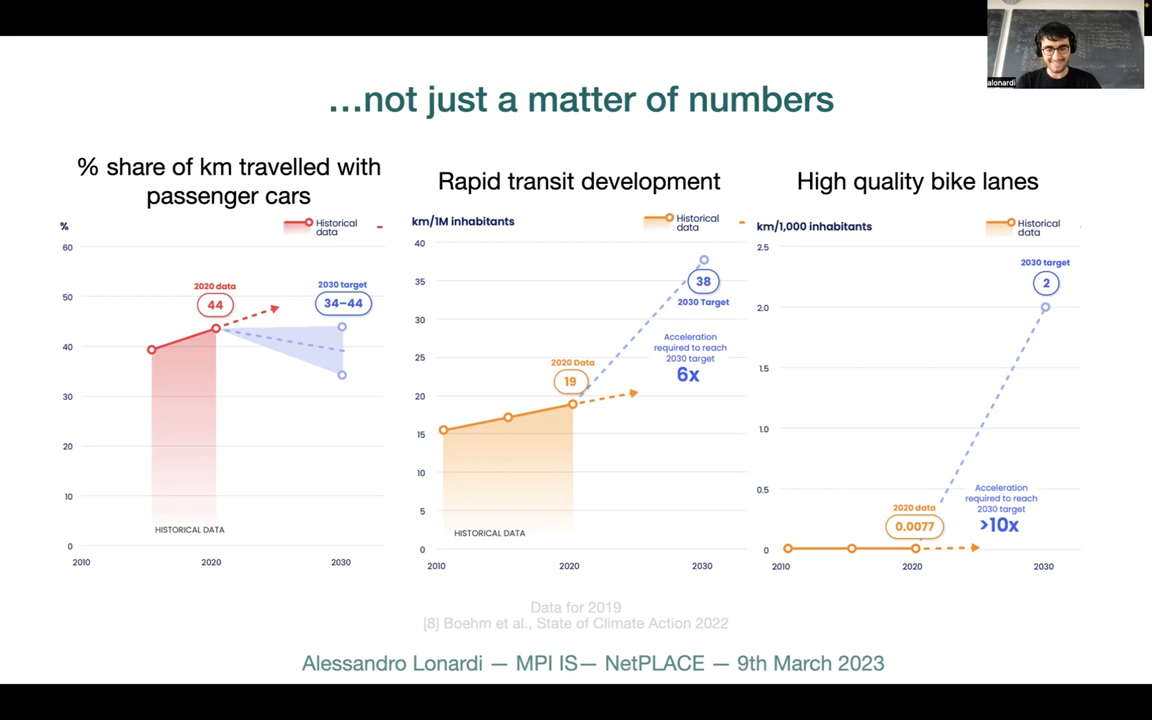 alonardi
...not just a matter of numbers
% share of km travelled with
passenger cars
%
Historical
data
60
50
40
30
20
10
0
2010
2020
2030
2020 data
44
2030 target
34–44
HISTORICAL DATA
Rapid transit development
km/1M inhabitants
Historical
data
40
35
30
25
20
15
10
5
0
2010
2020
2030
2020 Data
19
38
2030 Target
Acceleration
required to reach
2030 target
6x
HISTORICAL DATA
High quality bike lanes
km/1,000 inhabitants
Historical
data
2.5
2.0
1.5
1.0
0.5
0
2010
2020
2030
2020 data
0.0077
2030 target
2
Acceleration
required to reach
2030 target
>10x
Data for 2019
[8] Boehm et al., State of Climate Action 2022
Alessandro Lonardi — MPI IS— NetPLACE — 9th March 2023